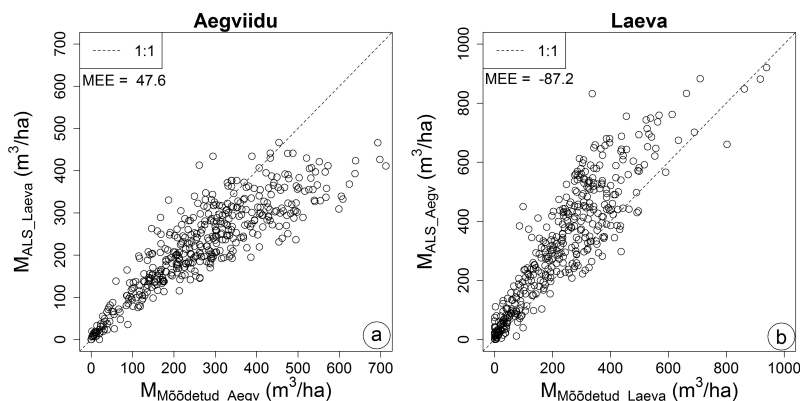 Aegviidu
Laeva
1:1
MEE = 47.6
M_ALS_Laeva (m³/ha)
0 100 200 300 400 500 600 700
0 100 200 300 400 500 600 700
M_Mõõdetud_Aegv (m³/ha)
a
1:1
MEE = -87.2
M_ALS_Aegv (m³/ha)
0 200 400 600 800 1000
0 200 400 600 800 1000
M_Mõõdetud_Laeva (m³/ha)
b